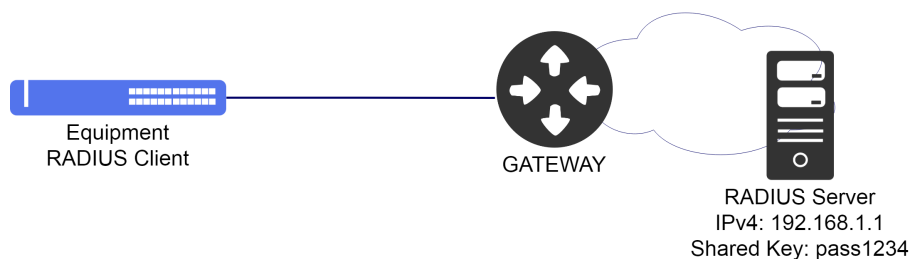 Equipment
RADIUS Client
GATEWAY
RADIUS Server
IPv4: 192.168.1.1
Shared Key: pass1234